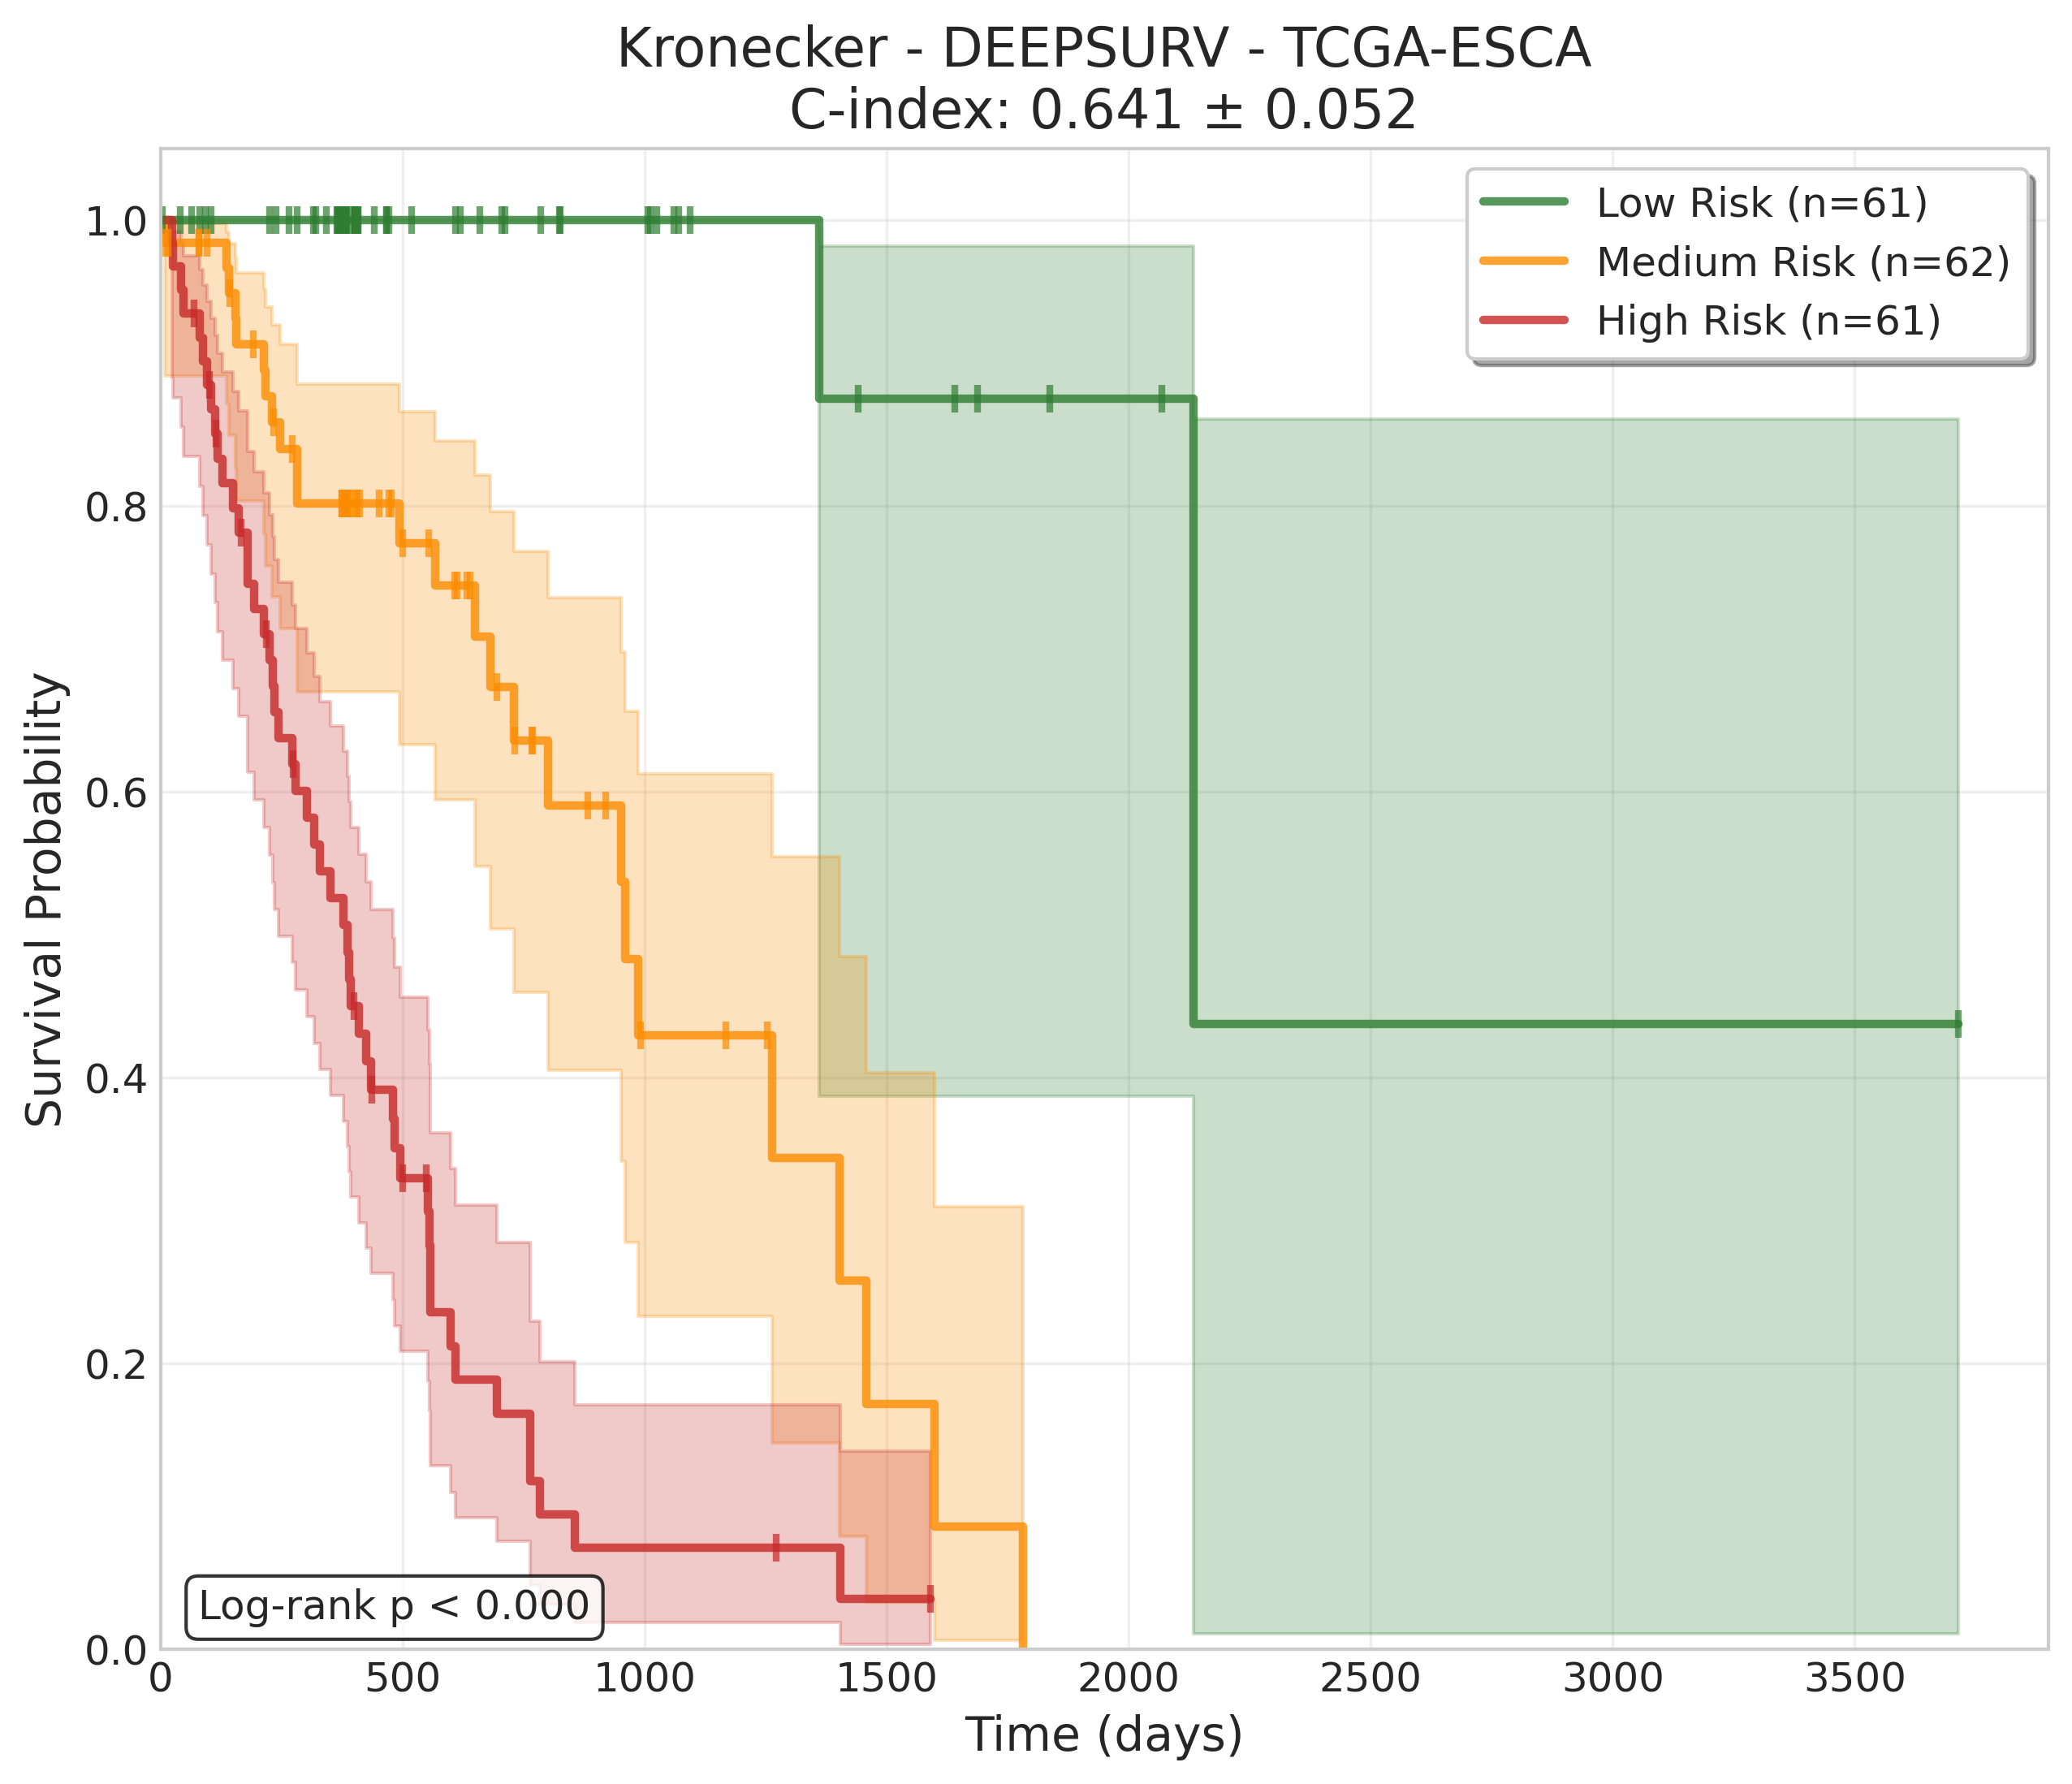 Kronecker - DEEPSURV - TCGA-ESCA
C-index: 0.641 ± 0.052
Low Risk (n=61)
Medium Risk (n=62)
High Risk (n=61)
Survival Probability
1.0
0.8
0.6
0.4
0.2
0.0
Log-rank p < 0.000
0 500 1000 1500 2000 2500 3000 3500
Time (days)